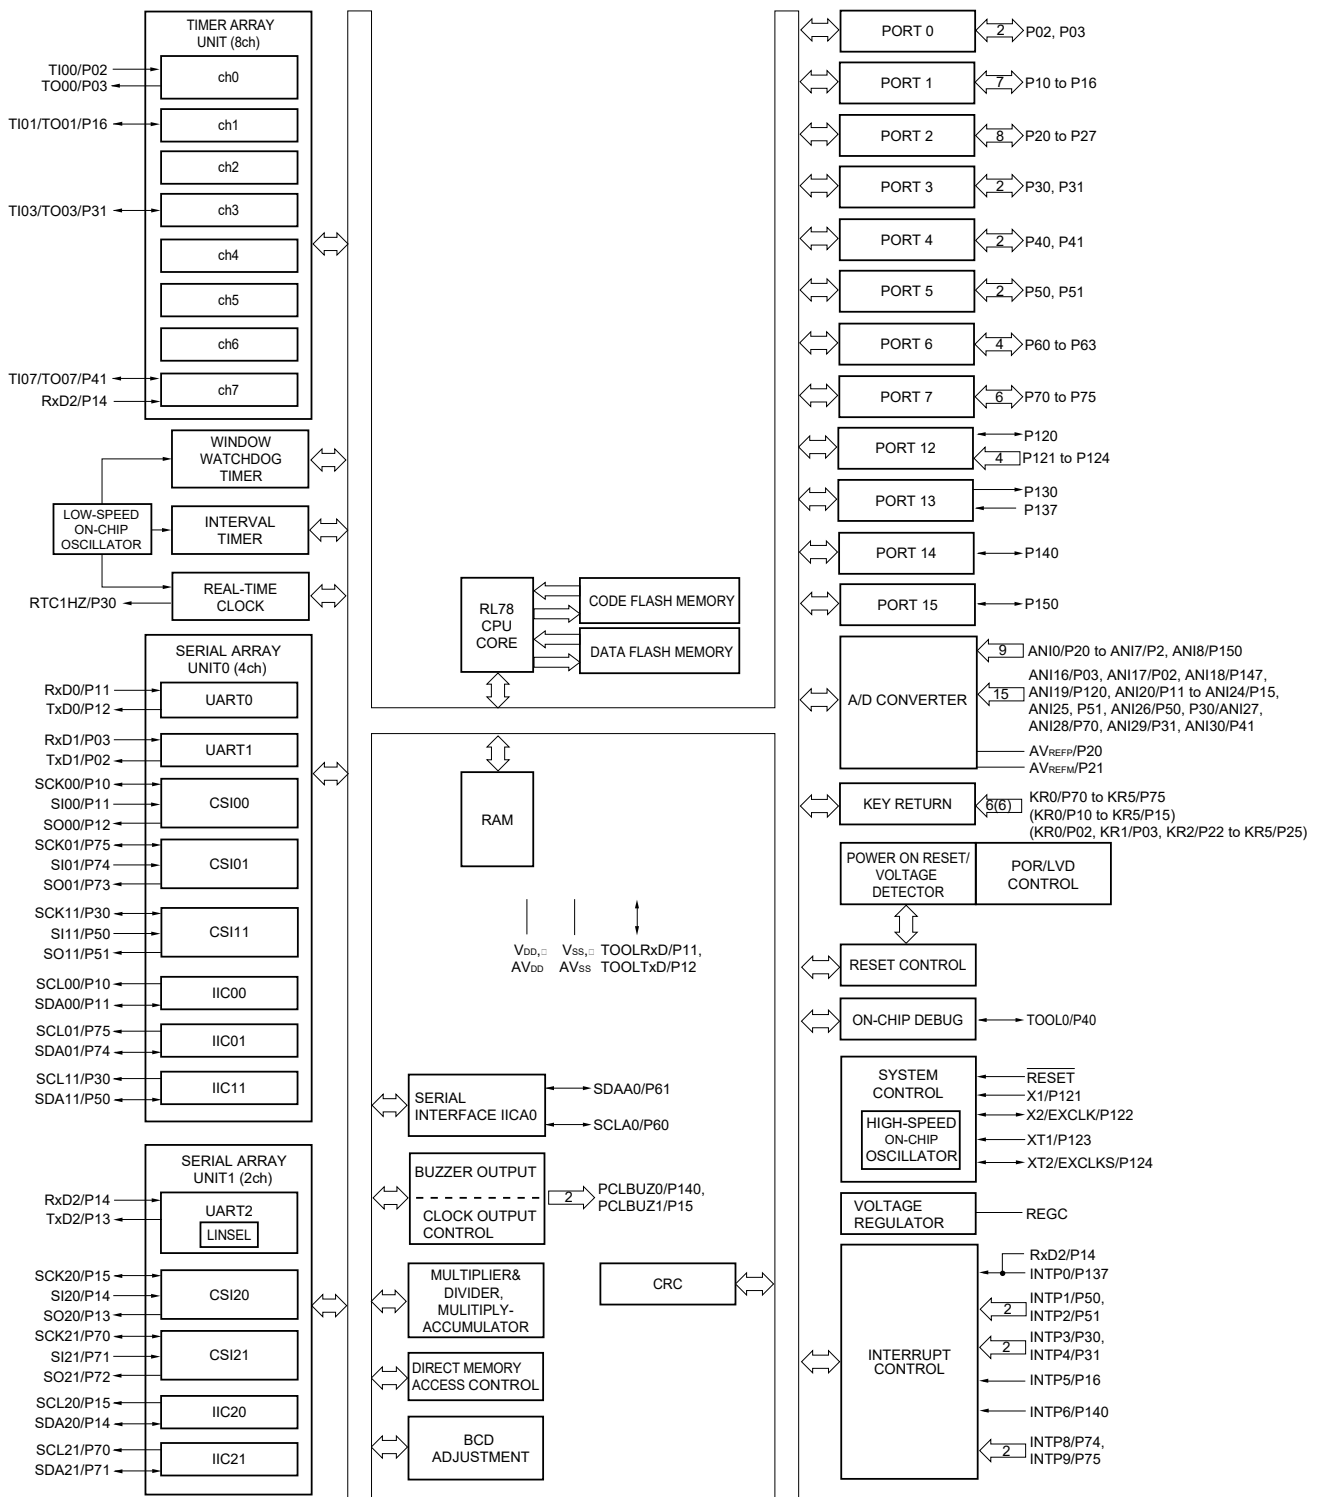 TIMER ARRAY
UNIT (8ch)
TI00/P02
TO00/P03
ch0
TI01/TO01/P16
ch1
ch2
TI03/TO03/P31
ch3
ch4
ch5
ch6
TI07/TO07/P41
RxD2/P14
ch7
WINDOW
WATCHDOG
TIMER
LOW-SPEED
ON-CHIP
OSCILLATOR
INTERVAL
TIMER
RTC1HZ/P30
REAL-TIME
CLOCK
SERIAL ARRAY
UNIT0 (4ch)
RxD0/P11
TxD0/P12
UART0
RxD1/P03
TxD1/P02
UART1
SCK00/P10
SI00/P11
SO00/P12
CSI00
SCK01/P75
SI01/P74
SO01/P73
CSI01
SCK11/P30
SI11/P50
SO11/P51
CSI11
SCL00/P10
SDA00/P11
IIC00
SCL01/P75
SDA01/P74
IIC01
SCL11/P30
SDA11/P50
IIC11
SERIAL ARRAY
UNIT1 (2ch)
RxD2/P14
TxD2/P13
UART2
LINSEL
SCK20/P15
SI20/P14
SO20/P13
CSI20
SCK21/P70
SI21/P71
SO21/P72
CSI21
SCL20/P15
SDA20/P14
IIC20
SCL21/P70
SDA21/P71
IIC21
RL78
CPU
CORE
CODE FLASH MEMORY
DATA FLASH MEMORY
RAM
VDD,□
AVDD
VSS,□
AVSS
TOOLRxD/P11,
TOOLTxD/P12
SERIAL
INTERFACE IICA0
SDAA0/P61
SCLA0/P60
BUZZER OUTPUT
CLOCK OUTPUT
CONTROL
2
PCLBUZ0/P140,
PCLBUZ1/P15
MULTIPLIER&
DIVIDER,
MULITIPLY-
ACCUMULATOR
DIRECT MEMORY
ACCESS CONTROL
BCD
ADJUSTMENT
CRC
PORT 0
2
P02, P03
PORT 1
7
P10 to P16
PORT 2
8
P20 to P27
PORT 3
2
P30, P31
PORT 4
2
P40, P41
PORT 5
2
P50, P51
PORT 6
4
P60 to P63
PORT 7
6
P70 to P75
PORT 12
P120
4
P121 to P124
PORT 13
P130
P137
PORT 14
P140
PORT 15
P150
A/D CONVERTER
9
ANI0/P20 to ANI7/P2, ANI8/P150
15
ANI16/P03, ANI17/P02, ANI18/P147,
ANI19/P120, ANI20/P11 to ANI24/P15,
ANI25, P51, ANI26/P50, P30/ANI27,
ANI28/P70, ANI29/P31, ANI30/P41
AVREFP/P20
AVREFM/P21
KEY RETURN
6(6)
KR0/P70 to KR5/P75
(KR0/P10 to KR5/P15)
(KR0/P02, KR1/P03, KR2/P22 to KR5/P25)
POWER ON RESET/
VOLTAGE
DETECTOR
POR/LVD
CONTROL
RESET CONTROL
ON-CHIP DEBUG
TOOL0/P40
SYSTEM
CONTROL
HIGH-SPEED
ON-CHIP
OSCILLATOR
RESET
X1/P121
X2/EXCLK/P122
XT1/P123
XT2/EXCLKS/P124
VOLTAGE
REGULATOR
REGC
INTERRUPT
CONTROL
RxD2/P14
INTP0/P137
2
INTP1/P50,
INTP2/P51
2
INTP3/P30,
INTP4/P31
INTP5/P16
INTP6/P140
2
INTP8/P74,
INTP9/P75